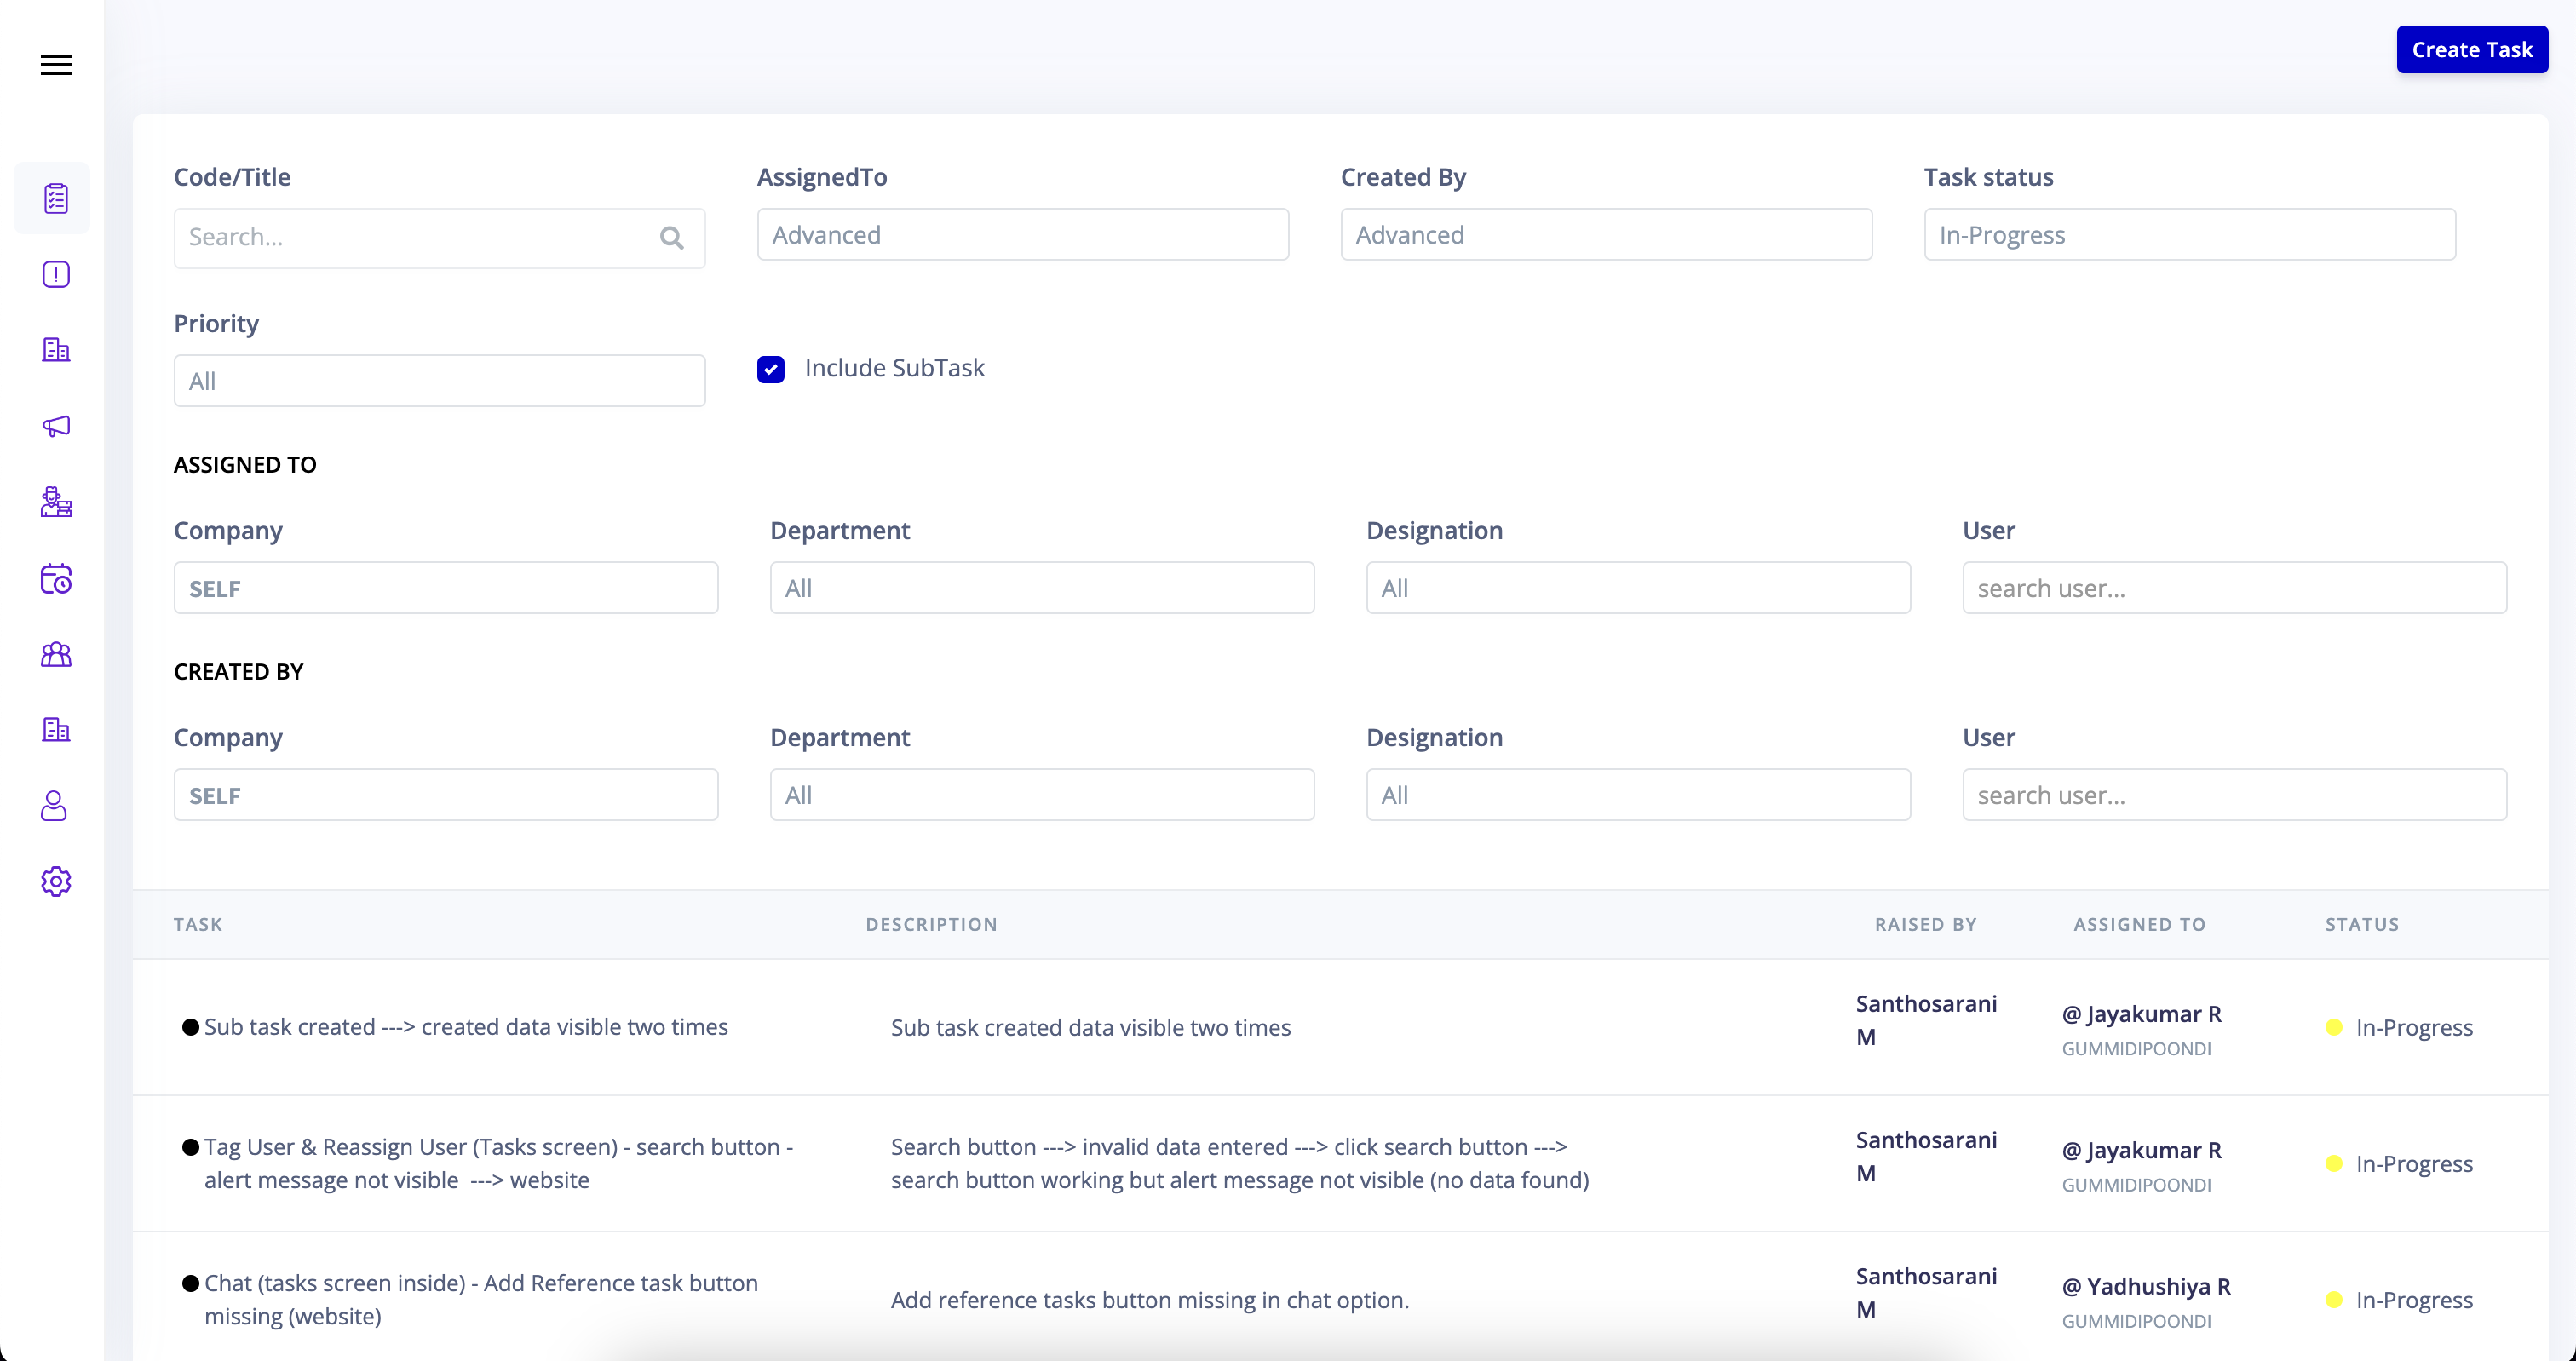 Create Task
Code/Title
AssignedTo
Created By
Task status
Search...
Advanced
Advanced
In-Progress
Priority
All
Include SubTask
ASSIGNED TO
Company
Department
Designation
User
SELF
All
All
search user...
CREATED BY
Company
Department
Designation
User
SELF
All
All
search user...
TASK
DESCRIPTION
RAISED BY
ASSIGNED TO
STATUS
Sub task created ---> created data visible two times
Sub task created data visible two times
Santhosarani
M
@ Jayakumar R
GUMMIDIPOONDI
In-Progress
Tag User & Reassign User (Tasks screen) - search button -
alert message not visible ---> website
Search button ---> invalid data entered ---> click search button --->
search button working but alert message not visible (no data found)
Santhosarani
M
@ Jayakumar R
GUMMIDIPOONDI
In-Progress
Chat (tasks screen inside) - Add Reference task button
missing (website)
Add reference tasks button missing in chat option.
Santhosarani
M
@ Yadhushiya R
GUMMIDIPOONDI
In-Progress